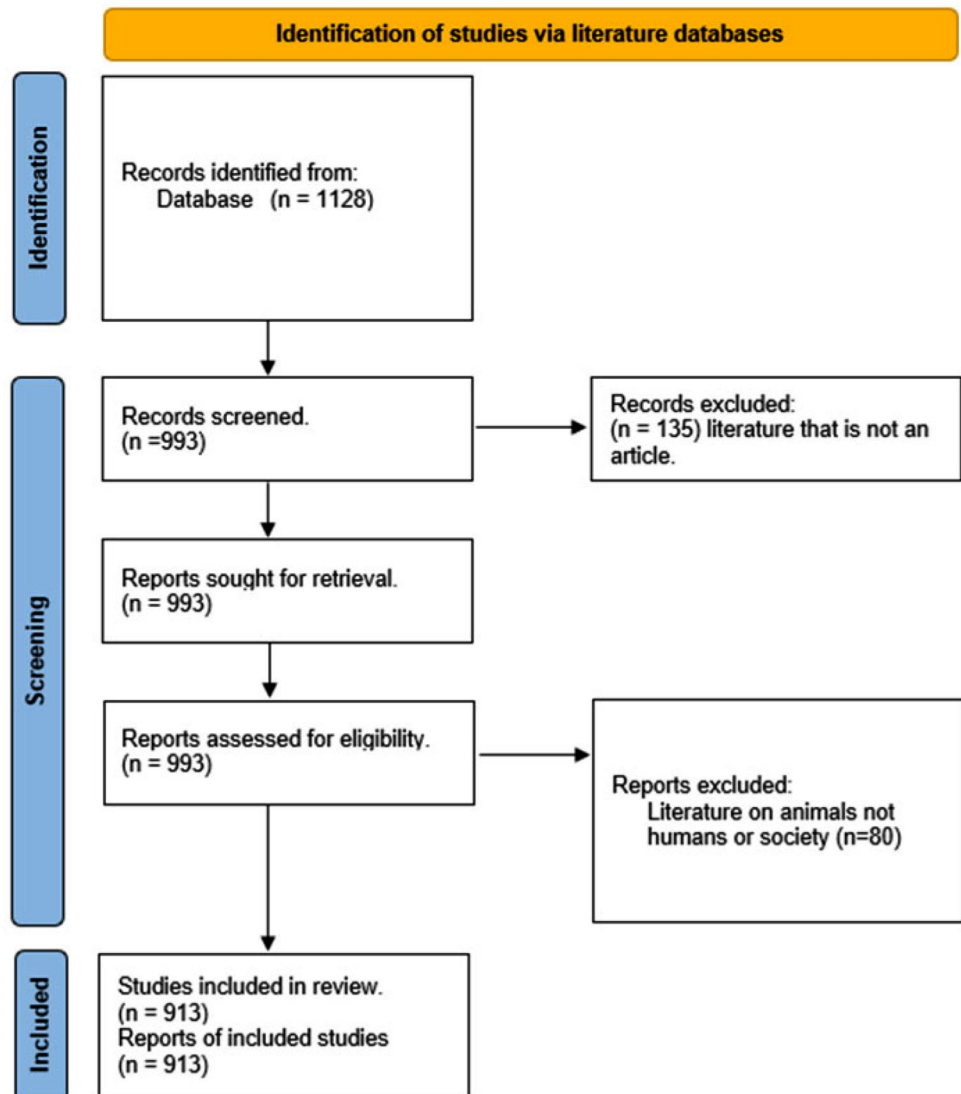 Identification of studies via literature databases
Identification
Records identified from:
Database (n = 1128)
Screening
Records screened.
(n =993)
Records excluded:
(n = 135) literature that is not an
article.
Reports sought for retrieval.
(n = 993)
Reports assessed for eligibility.
(n = 993)
Reports excluded:
Literature on animals not
humans or society (n=80)
Included
Studies included in review.
(n = 913)
Reports of included studies
(n = 913)